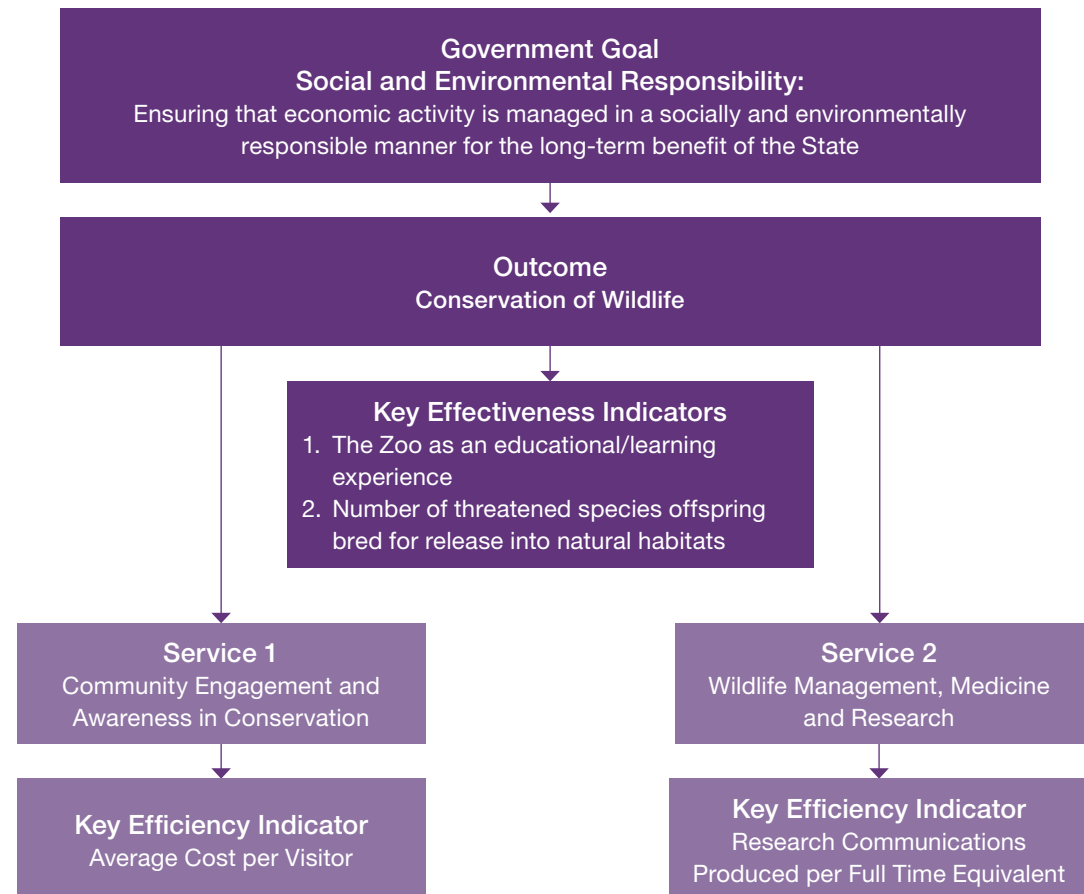 Government Goal
Social and Environmental Responsibility:
Ensuring that economic activity is managed in a socially and environmentally
responsible manner for the long-term benefit of the State
Outcome
Conservation of Wildlife
Key Effectiveness Indicators
1. The Zoo as an educational/learning
experience
2. Number of threatened species offspring
bred for release into natural habitats
Service 1
Community Engagement and
Awareness in Conservation
Service 2
Wildlife Management, Medicine
and Research
Key Efficiency Indicator
Average Cost per Visitor
Key Efficiency Indicator
Research Communications
Produced per Full Time Equivalent